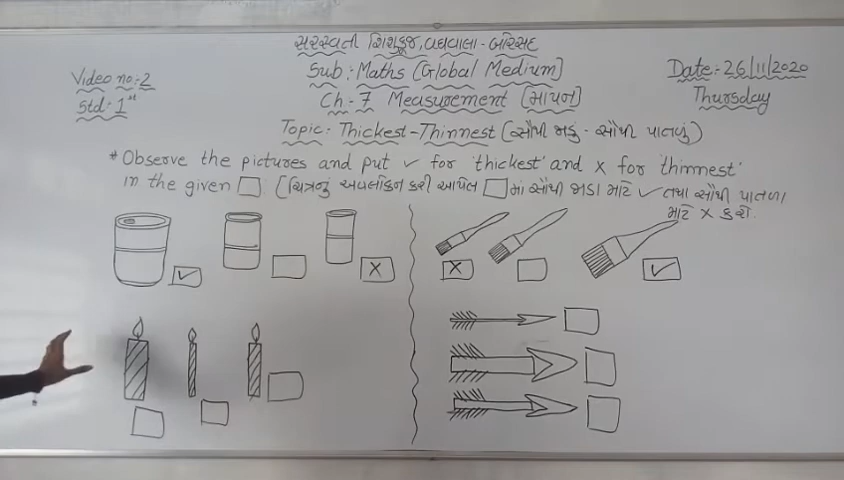 સરસ્વતી શિશુકુંજ, વઘવાલા - બોરસદ
Video no:-2
Std:- 1st
Sub:- Maths (Global Medium)
Ch-7 Measurement (માપન)
Date:- 26/11/2020
Thursday
Topic:- Thickest-Thinnest (સૌથી જાડું - સૌથી પાતળું)
* Observe the pictures and put ✓ for 'thickest' and x for 'thinnest'
in the given □ (ચિત્રનું અવલોકન કરી આપેલ □ માં સૌથી જાડા માટે ✓ તથા સૌથી પાતળા
માટે x કરો.
✓ x x ✓